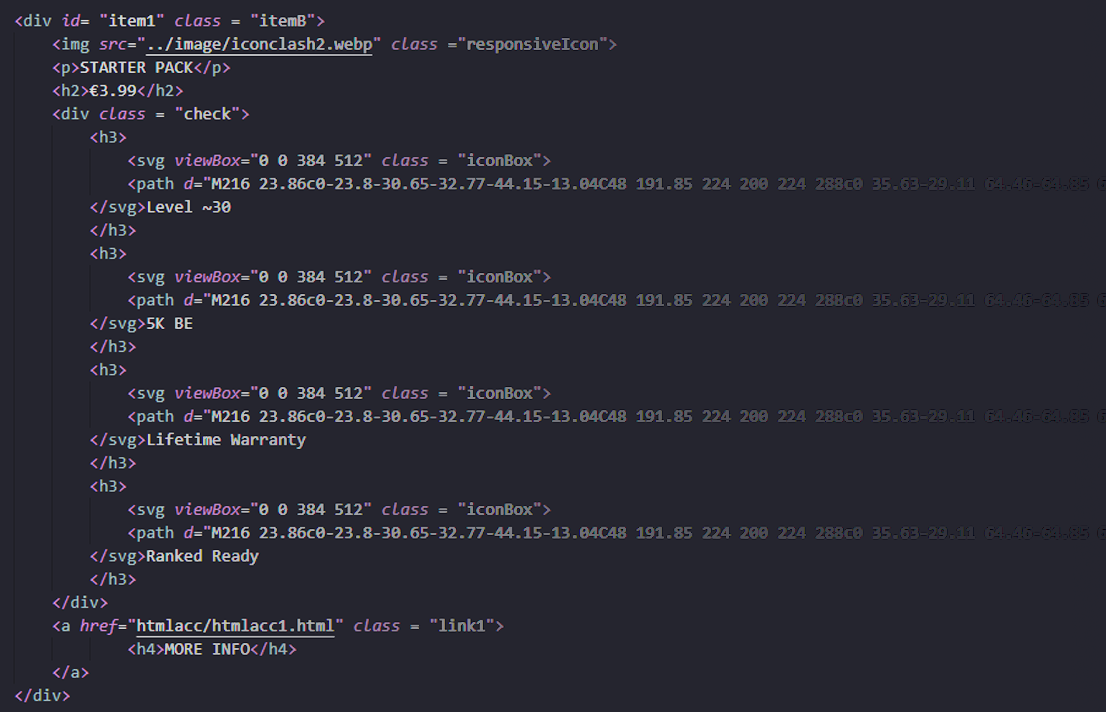 <div id= "item1" class = "itemB">
<img src="../image/iconclash2.webp" class ="responsiveIcon">
<p>STARTER PACK</p>
<h2>€3.99</h2>
<div class = "check">
<h3>
<svg viewBox="0 0 384 512" class = "iconBox">
<path d="M216 23.86c0-23.8-30.65-32.77-44.15-13.04C48 191.85 224 200 224 288c0 35.63-29.11 64.46-64.85
</svg>Level ~30
</h3>
<h3>
<svg viewBox="0 0 384 512" class = "iconBox">
<path d="M216 23.86c0-23.8-30.65-32.77-44.15-13.04C48 191.85 224 200 224 288c0 35.63-29.11 64.46-64.85
</svg>5K BE
</h3>
<h3>
<svg viewBox="0 0 384 512" class = "iconBox">
<path d="M216 23.86c0-23.8-30.65-32.77-44.15-13.04C48 191.85 224 200 224 288c0 35.63-29.11 64.46-64.85
</svg>Lifetime Warranty
</h3>
<h3>
<svg viewBox="0 0 384 512" class = "iconBox">
<path d="M216 23.86c0-23.8-30.65-32.77-44.15-13.04C48 191.85 224 200 224 288c0 35.63-29.11 64.46-64.85
</svg>Ranked Ready
</h3>
</div>
<a href="htmlacc/htmlacc1.html" class = "link1">
<h4>MORE INFO</h4>
</a>
</div>